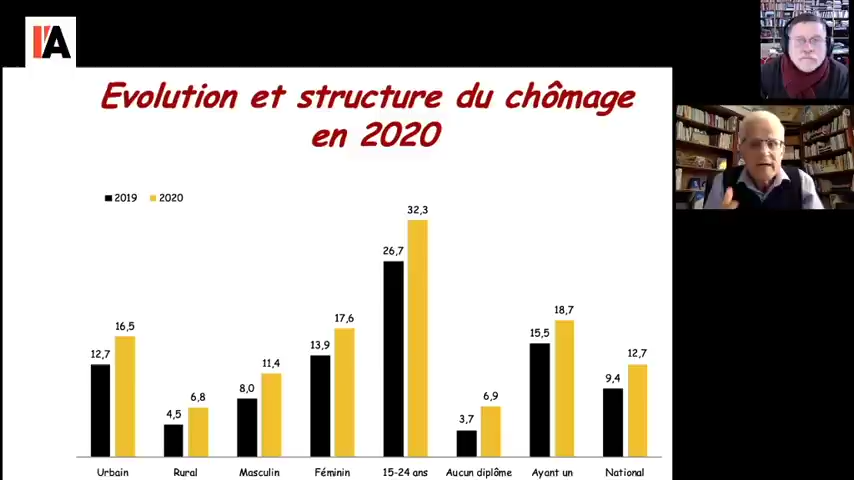 I'A
Evolution et structure du chômage
en 2020
2019 2020
12,7 16,5
4,5 6,8
8,0 11,4
13,9 17,6
26,7 32,3
3,7 6,9
15,5 18,7
9,4 12,7
Urbain Rural Masculin Féminin 15-24 ans Aucun diplôme Ayant un National